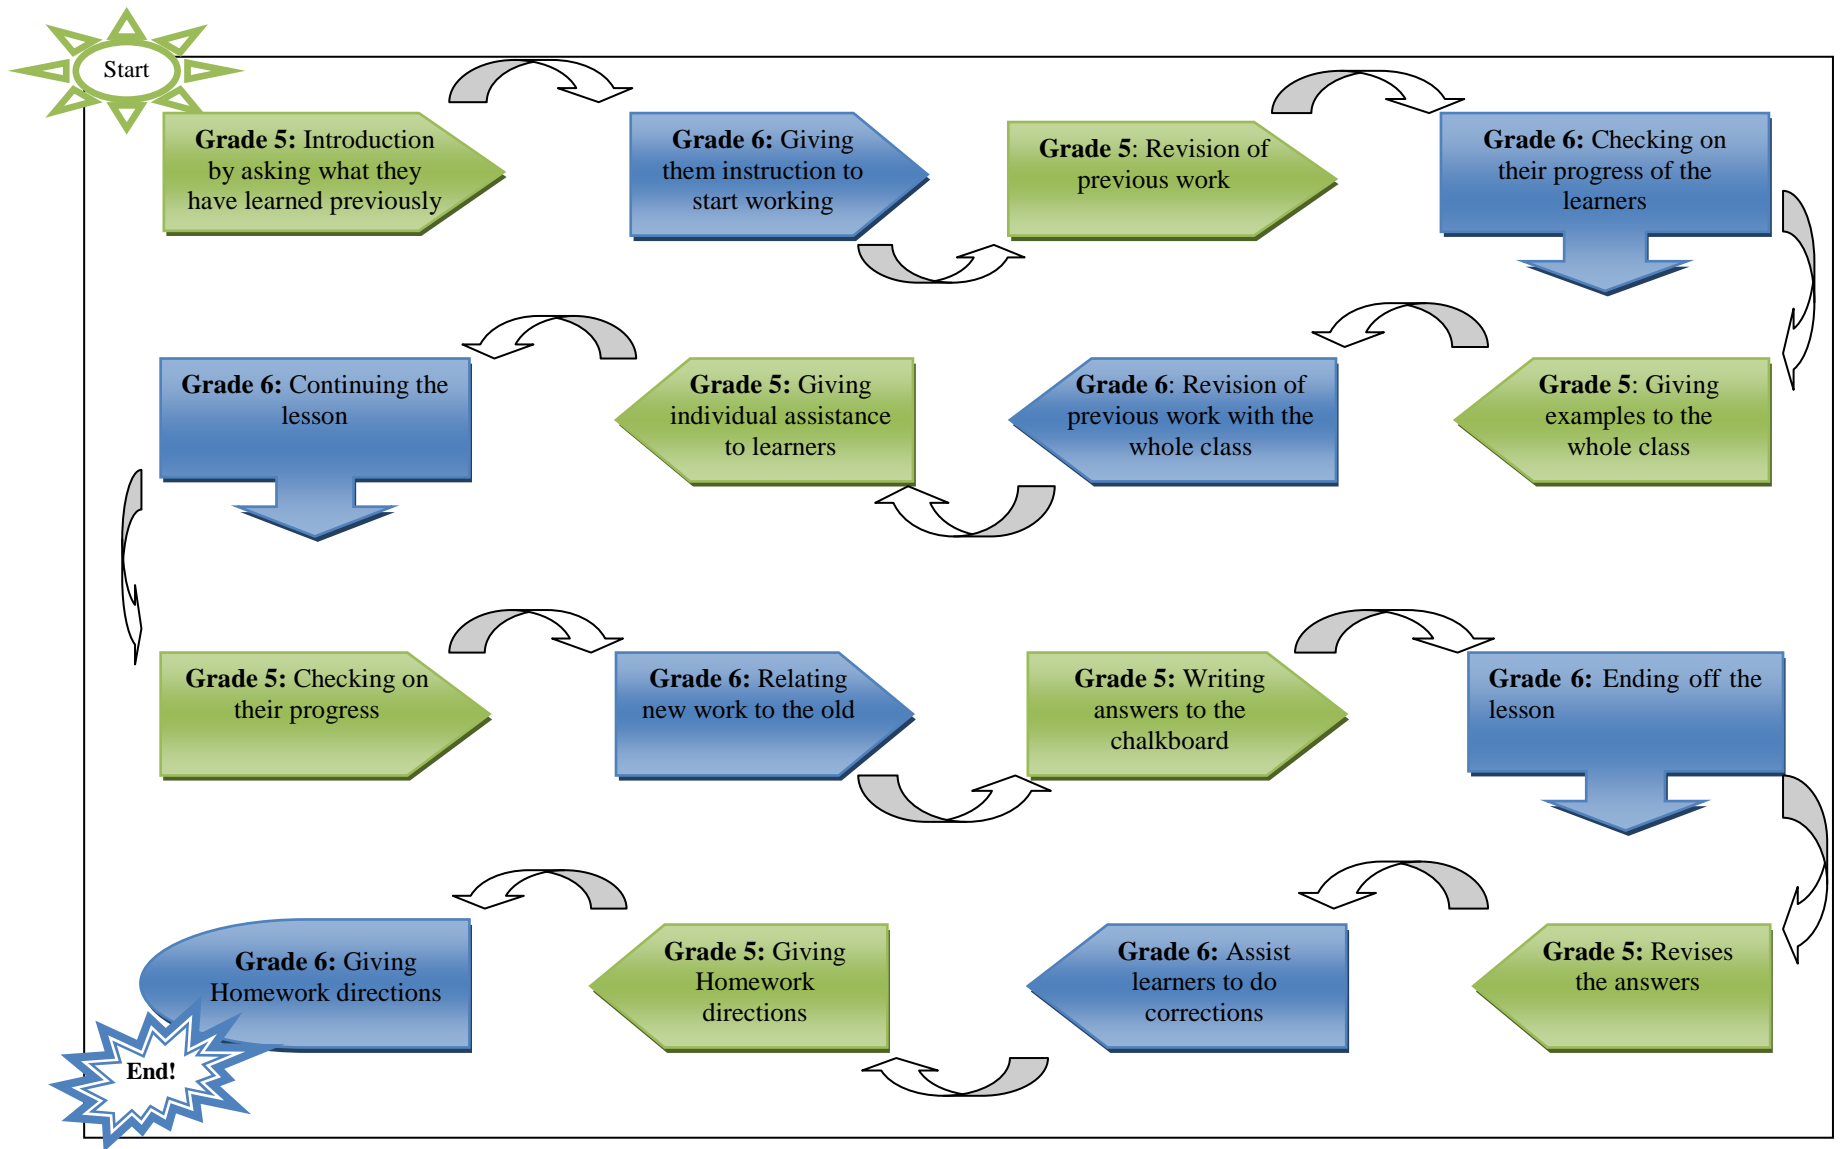 Start
Grade 5: Introduction
by asking what they
have learned previously
Grade 6: Giving
them instruction to
start working
Grade 5: Revision of
previous work
Grade 6: Checking on
their progress of the
learners
Grade 5: Giving
examples to the
whole class
Grade 6: Revision of
previous work with the
whole class
Grade 5: Giving
individual assistance
to learners
Grade 6: Continuing the
lesson
Grade 5: Checking on
their progress
Grade 6: Relating
new work to the old
Grade 5: Writing
answers to the
chalkboard
Grade 6: Ending off the
lesson
Grade 5: Revises
the answers
Grade 6: Assist
learners to do
corrections
Grade 5: Giving
Homework
directions
Grade 6: Giving
Homework directions
End!